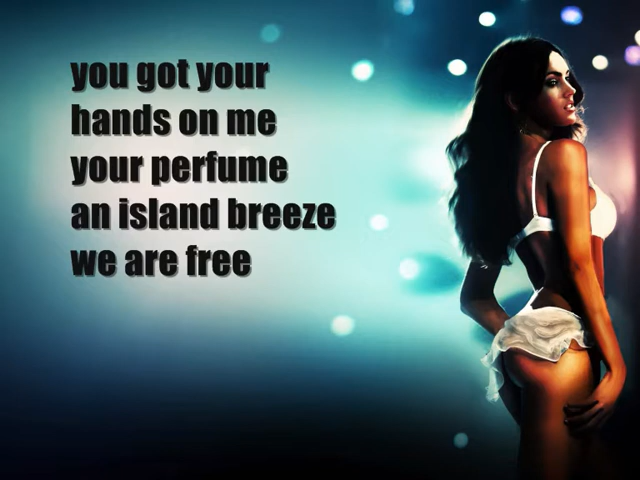 you got your
hands on me
your perfume
an island breeze
we are free